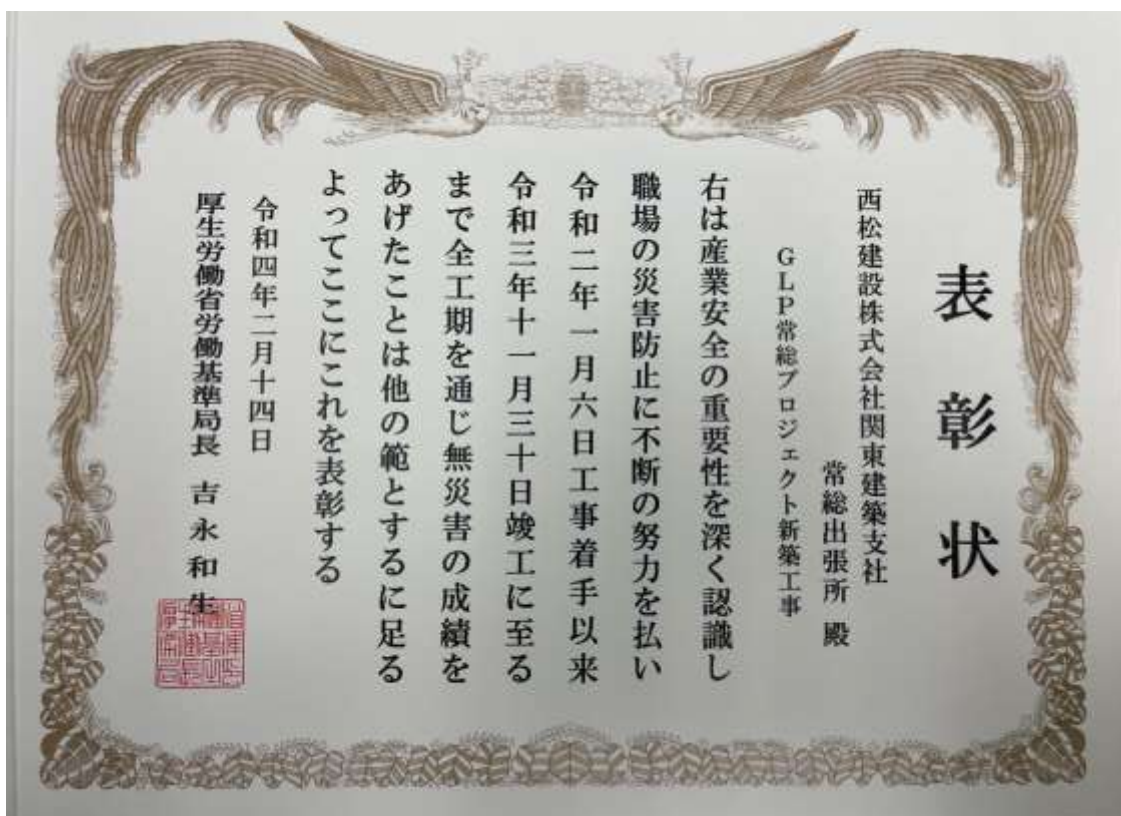 表彰状
西松建設株式会社関東建築支社
常総出張所 殿
GLP常総プロジェクト新築工事
右は産業安全の重要性を深く認識し
職場の災害防止に不断の努力を払い
令和二年一月六日工事着手以来
令和三年十一月三十日竣工に至る
まで全工期を通じ無災害の成績を
あげたことは他の範とするに足る
よってここにこれを表彰する
令和四年二月十四日
厚生労働省労働基準局長 吉永和生